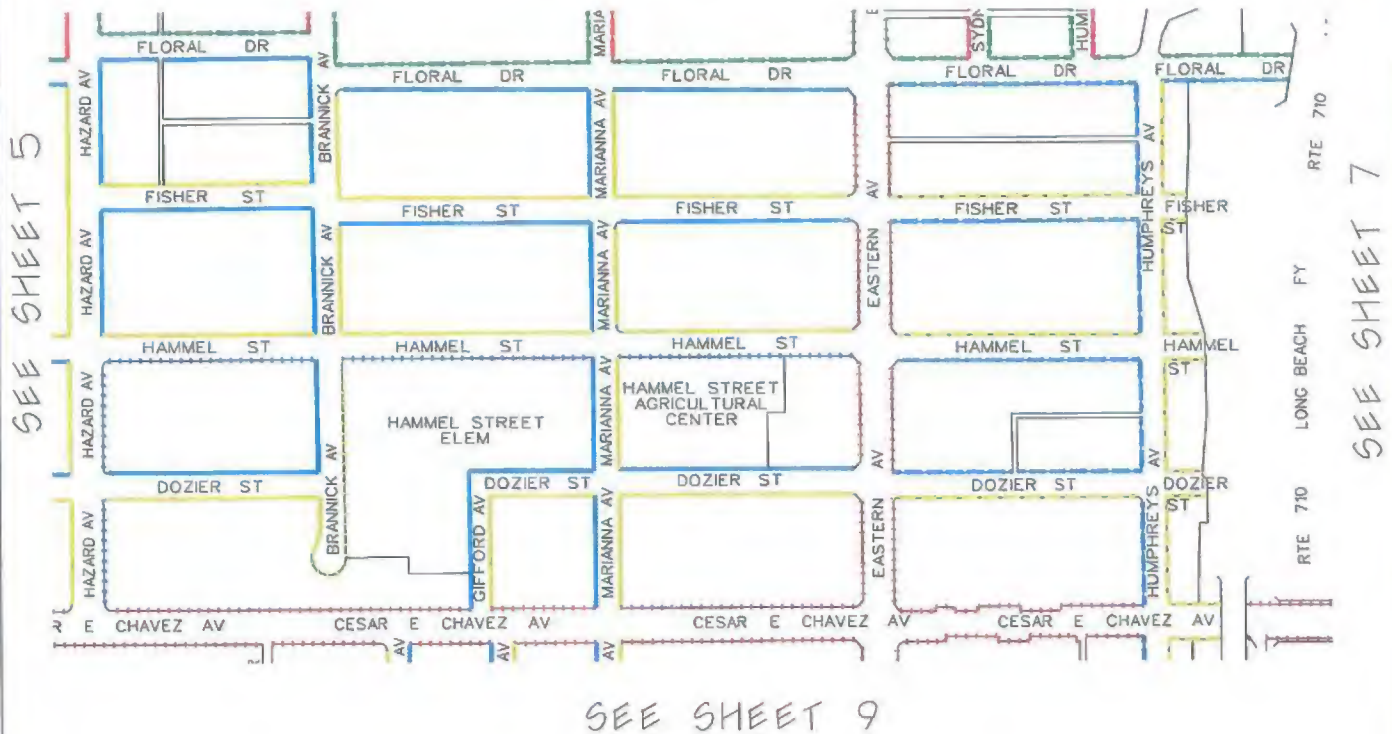 MARIA
SYDN
HUMP
E
FLORAL DR
FLORAL DR
FLORAL DR
FLORAL DR
FLORAL DR
HAZARD AV
BRANNICK AV
MARIANNA AV
AV
HUMPHREYS AV
RTE 710
SEE SHEET 5
SEE SHEET 7
FISHER ST
FISHER ST
FISHER ST
FISHER ST
FISHER ST
HAZARD AV
BRANNICK AV
MARIANNA AV
EASTERN
LONG BEACH FY
HAMMEL ST
HAMMEL ST
HAMMEL ST
HAMMEL ST
HAMMEL ST
HAZARD AV
HAMMEL STREET
ELEM
MARIANNA AV
HAMMEL STREET
AGRICULTURAL
CENTER
AV
AV
DOZIER ST
DOZIER ST
DOZIER ST
DOZIER ST
DOZIER ST
HAZARD AV
BRANNICK AV
GIFFORD AV
MARIANNA AV
EASTERN
HUMPHREYS
RTE 710
R E CHAVEZ AV
CESAR E CHAVEZ AV
CESAR E CHAVEZ AV
CESAR E CHAVEZ AV
AV
AV
AV
SEE SHEET 9